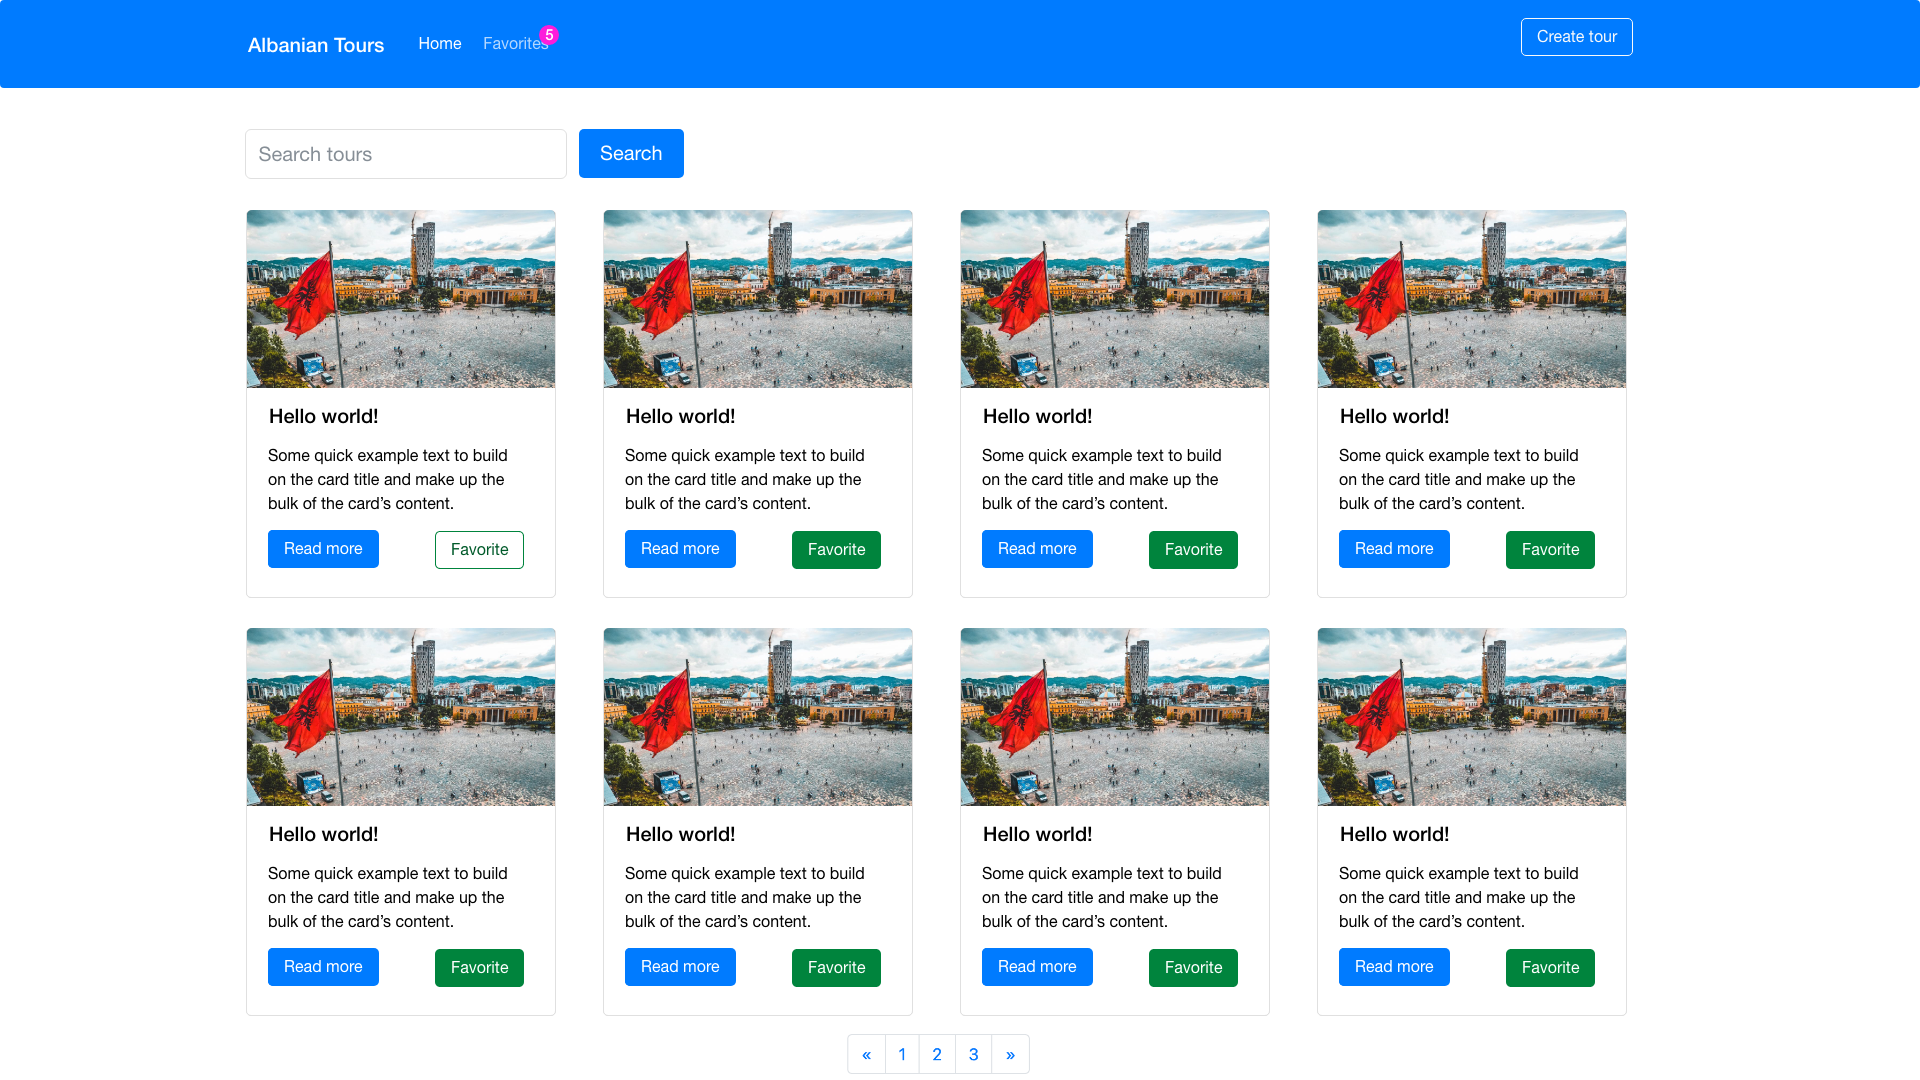 Albanian Tours Home Favorites 5 Create tour
Search tours Search
Hello world! Hello world! Hello world! Hello world!
Some quick example text to build Some quick example text to build Some quick example text to build Some quick example text to build
on the card title and make up the on the card title and make up the on the card title and make up the on the card title and make up the
bulk of the card’s content. bulk of the card’s content. bulk of the card’s content. bulk of the card’s content.
Read more Favorite Read more Favorite Read more Favorite Read more Favorite
Hello world! Hello world! Hello world! Hello world!
Some quick example text to build Some quick example text to build Some quick example text to build Some quick example text to build
on the card title and make up the on the card title and make up the on the card title and make up the on the card title and make up the
bulk of the card’s content. bulk of the card’s content. bulk of the card’s content. bulk of the card’s content.
Read more Favorite Read more Favorite Read more Favorite Read more Favorite
« 1 2 3 »